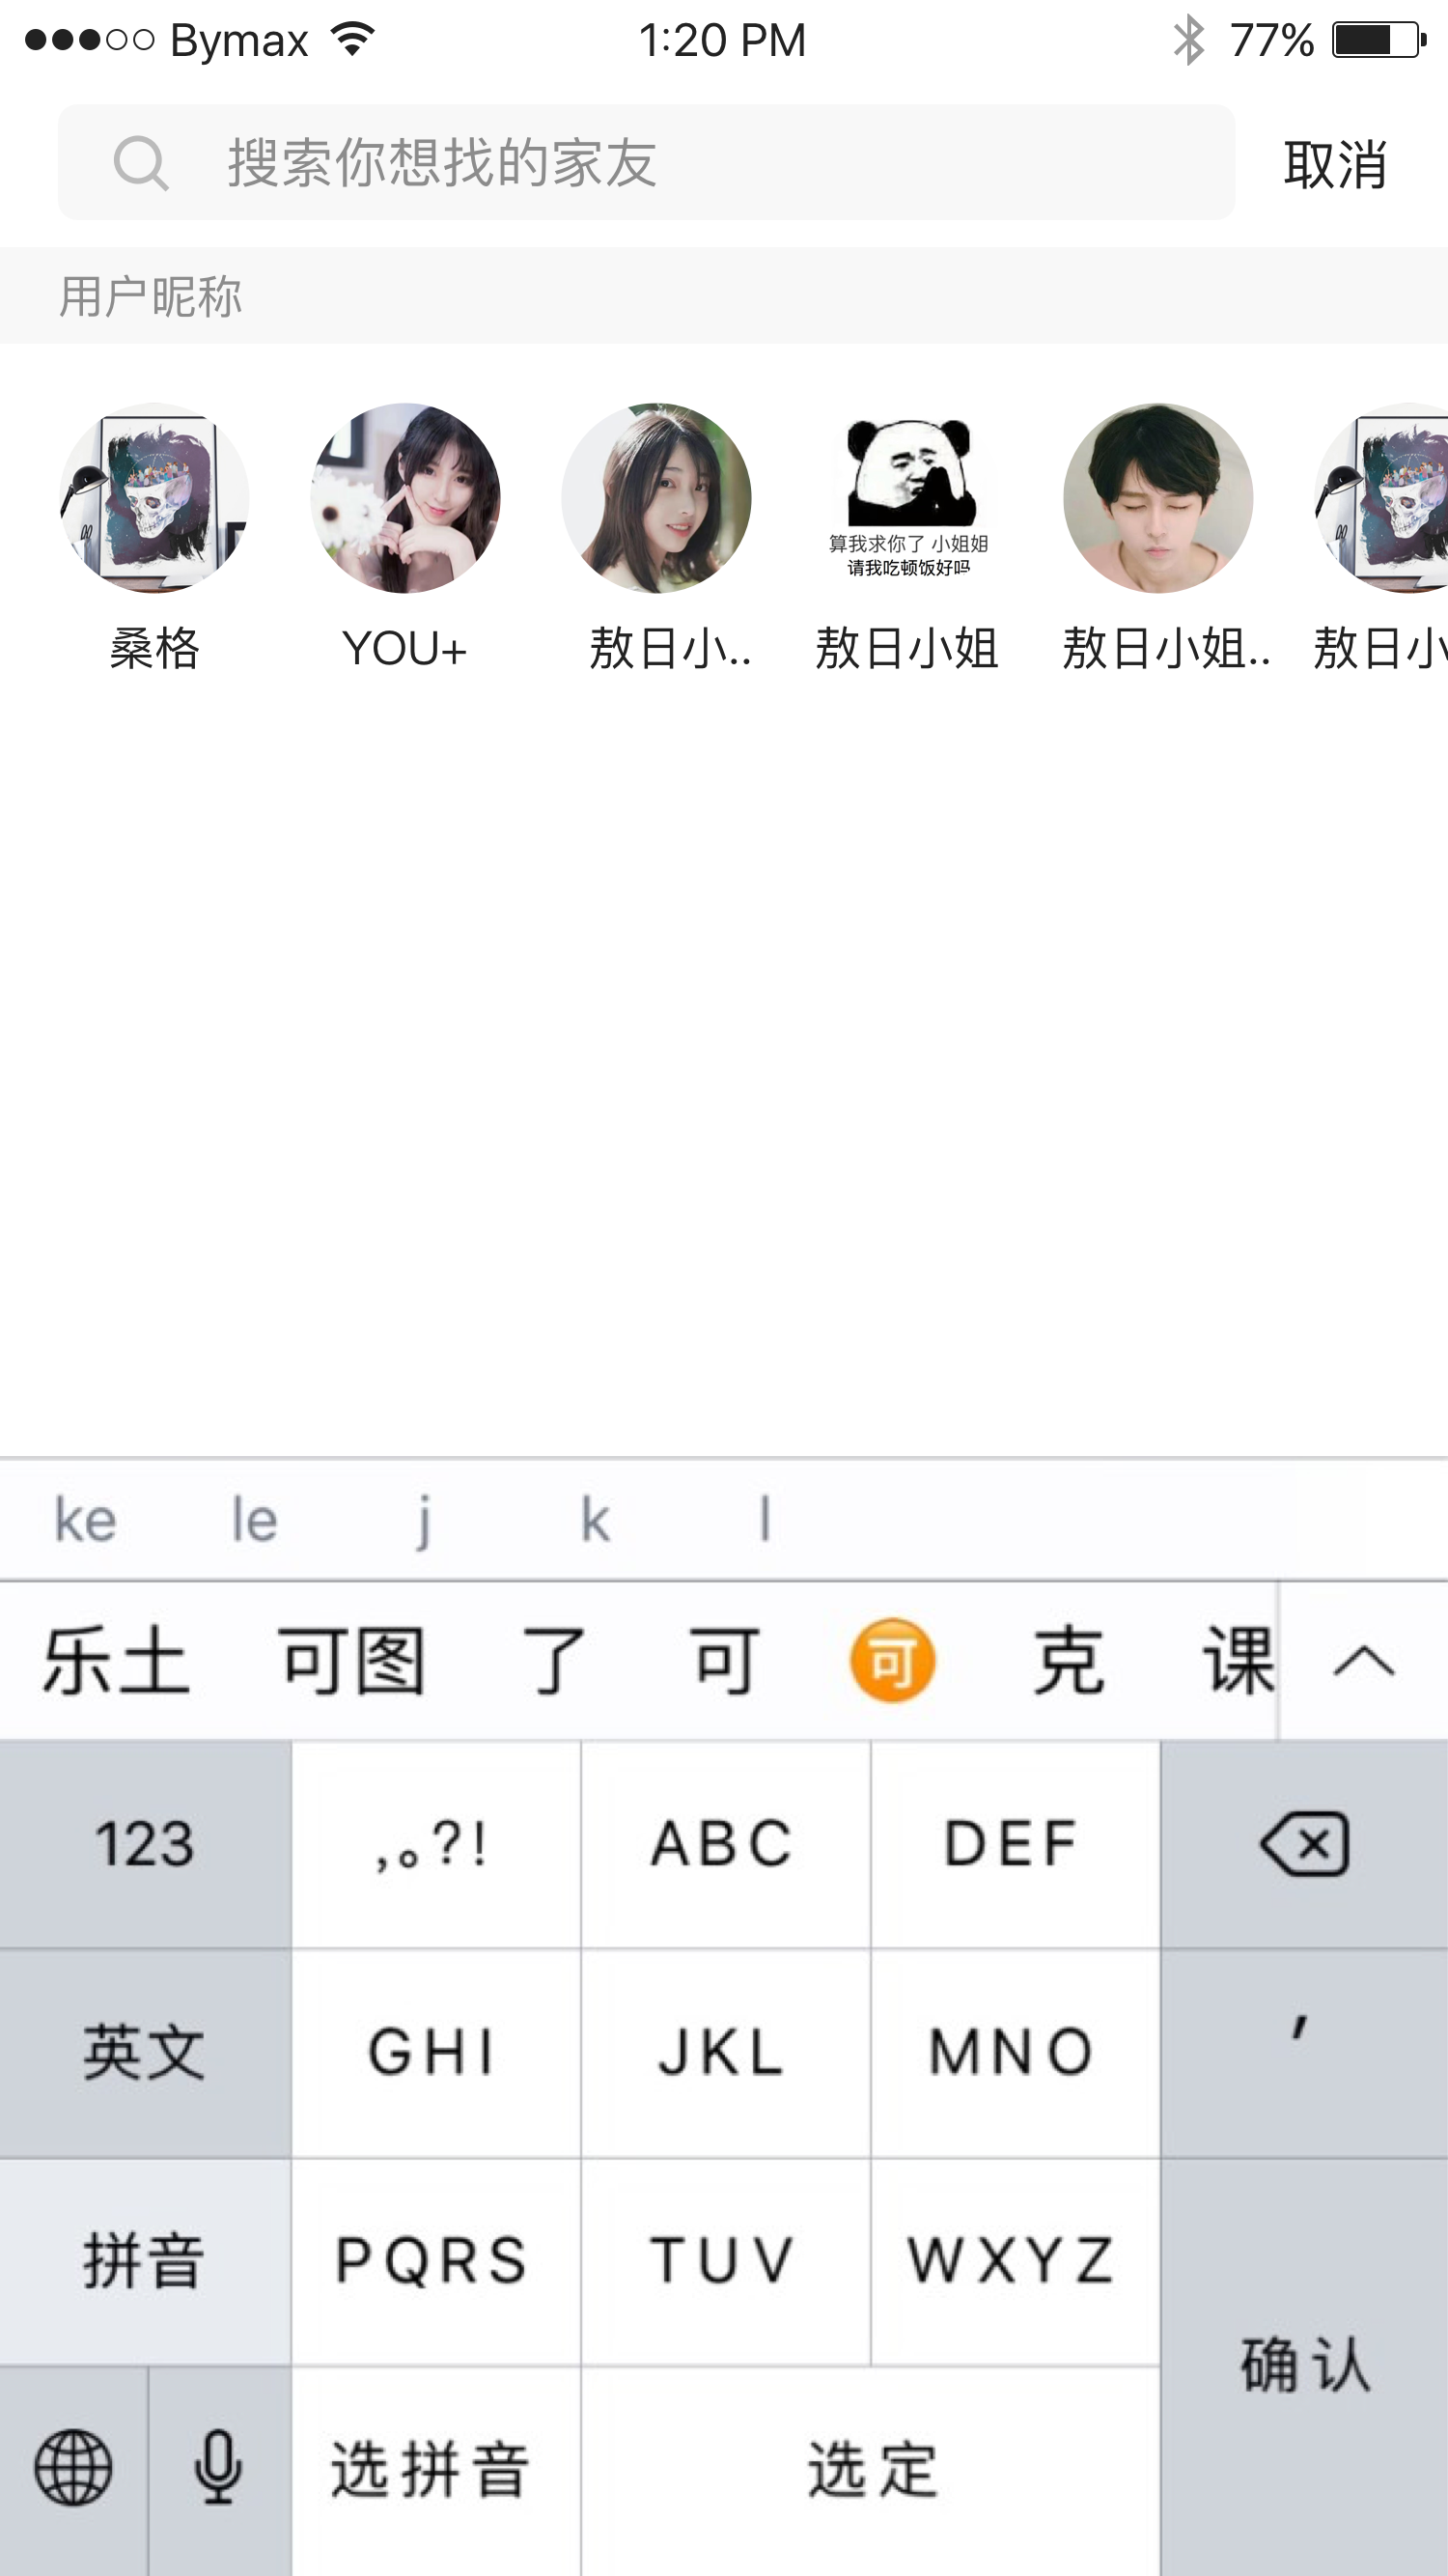 Bymax 1:20 PM 77%
搜索你想找的家友 取消
用户昵称
算我求你了 小姐姐
请我吃顿饭好吗
桑格 YOU+ 敖日小.. 敖日小姐 敖日小姐.. 敖日小
ke le j k l
乐土 可图 了 可 🉑 克 课
123 ,。?! ABC DEF
英文 GHI JKL MNO ′
拼音 PQRS TUV WXYZ
确认
选拼音 选定